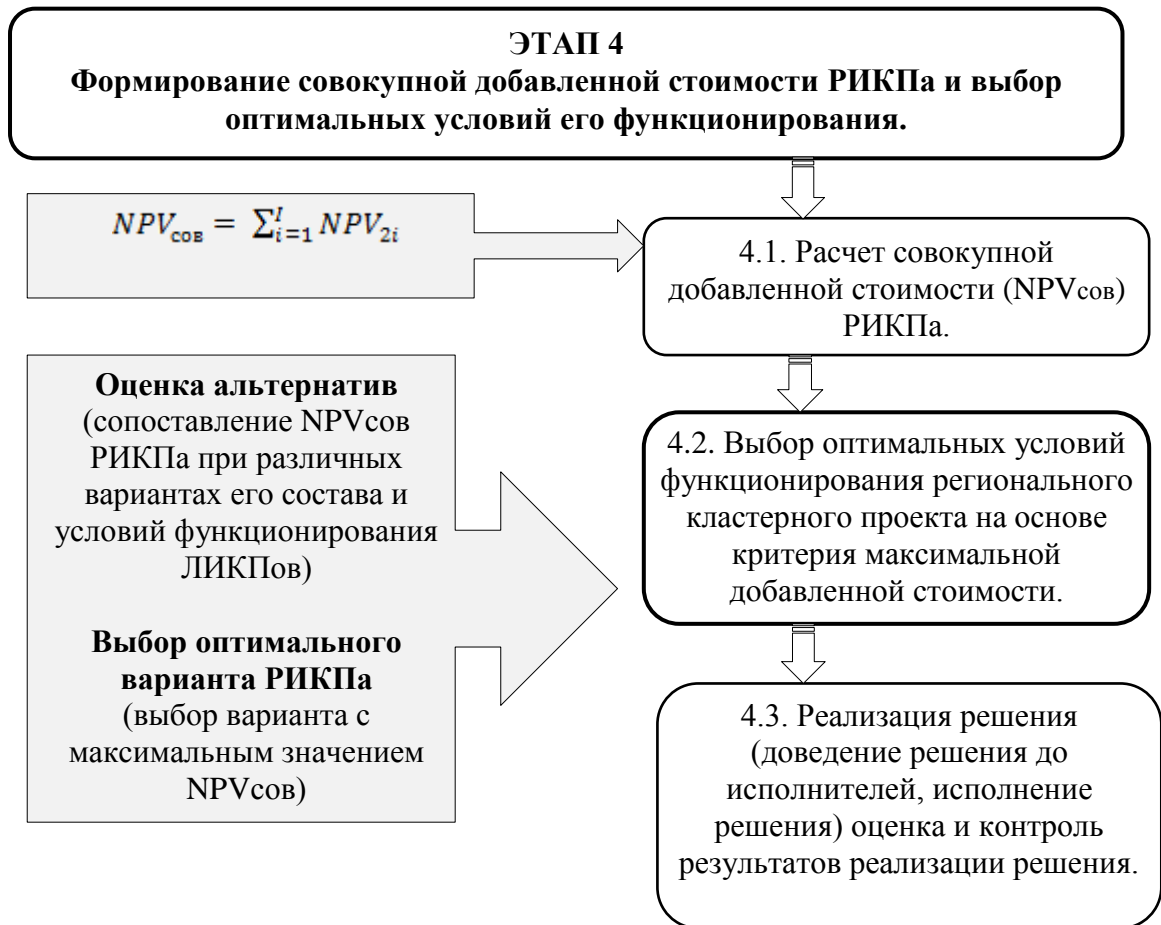 ЭТАП 4
Формирование совокупной добавленной стоимости РИКПа и выбор
оптимальных условий его функционирования.
NPV_сов = ∑_{i=1}^{I} NPV_{2i}
4.1. Расчет совокупной
добавленной стоимости (NPVсов)
РИКПа.
Оценка альтернатив
(сопоставление NPVсов
РИКПа при различных
вариантах его состава и
условий функционирования
ЛИКПов)
Выбор оптимального
варианта РИКПа
(выбор варианта с
максимальным значением
NPVсов)
4.2. Выбор оптимальных условий
функционирования регионального
кластерного проекта на основе
критерия максимальной
добавленной стоимости.
4.3. Реализация решения
(доведение решения до
исполнителей, исполнение
решения) оценка и контроль
результатов реализации решения.